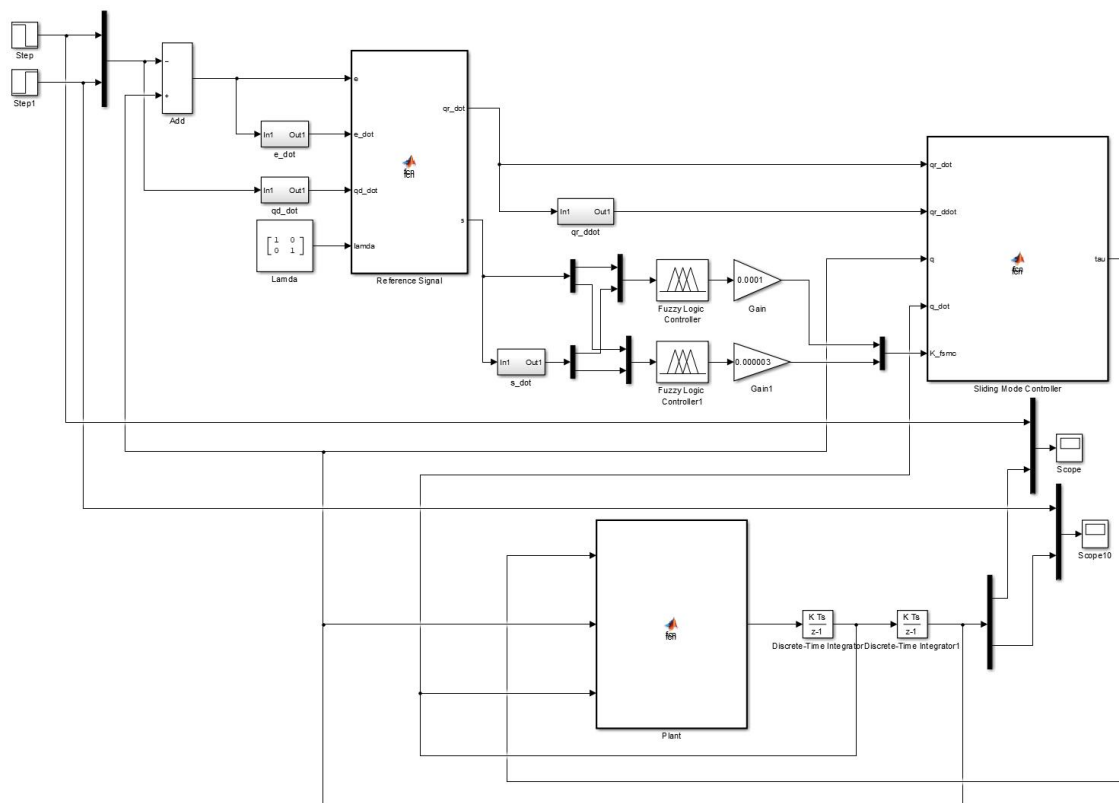 Step
Step1
−
+
Add
In1 Out1
e_dot
In1 Out1
qd_dot
1 0
0 1
Lamda
e
e_dot
qd_dot
lamda
qr_dot
s
fcn
Reference Signal
In1 Out1
qr_ddot
In1 Out1
s_dot
Fuzzy Logic
Controller
0.0001
Gain
Fuzzy Logic
Controller1
0.000003
Gain1
qr_dot
qr_ddot
q
q_dot
K_fsmc
fcn
tau
Sliding Mode Controller
Scope
Scope10
fcn
Plant
K Ts
z-1
Discrete-Time Integrator
K Ts
z-1
Discrete-Time Integrator1